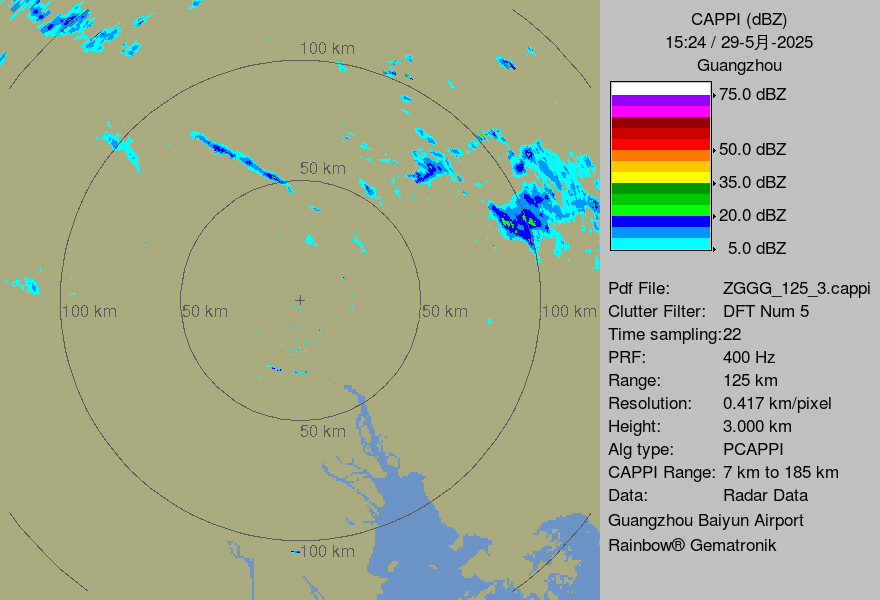 CAPPI (dBZ)
15:24 / 29-5月-2025
Guangzhou
75.0 dBZ
50.0 dBZ
35.0 dBZ
20.0 dBZ
5.0 dBZ
Pdf File: ZGGG_125_3.cappi
Clutter Filter: DFT Num 5
Time sampling:22
PRF: 400 Hz
Range: 125 km
Resolution: 0.417 km/pixel
Height: 3.000 km
Alg type: PCAPPI
CAPPI Range: 7 km to 185 km
Data: Radar Data
Guangzhou Baiyun Airport
Rainbow® Gematronik
100 km
50 km
100 km
50 km
50 km
100 km
50 km
100 km